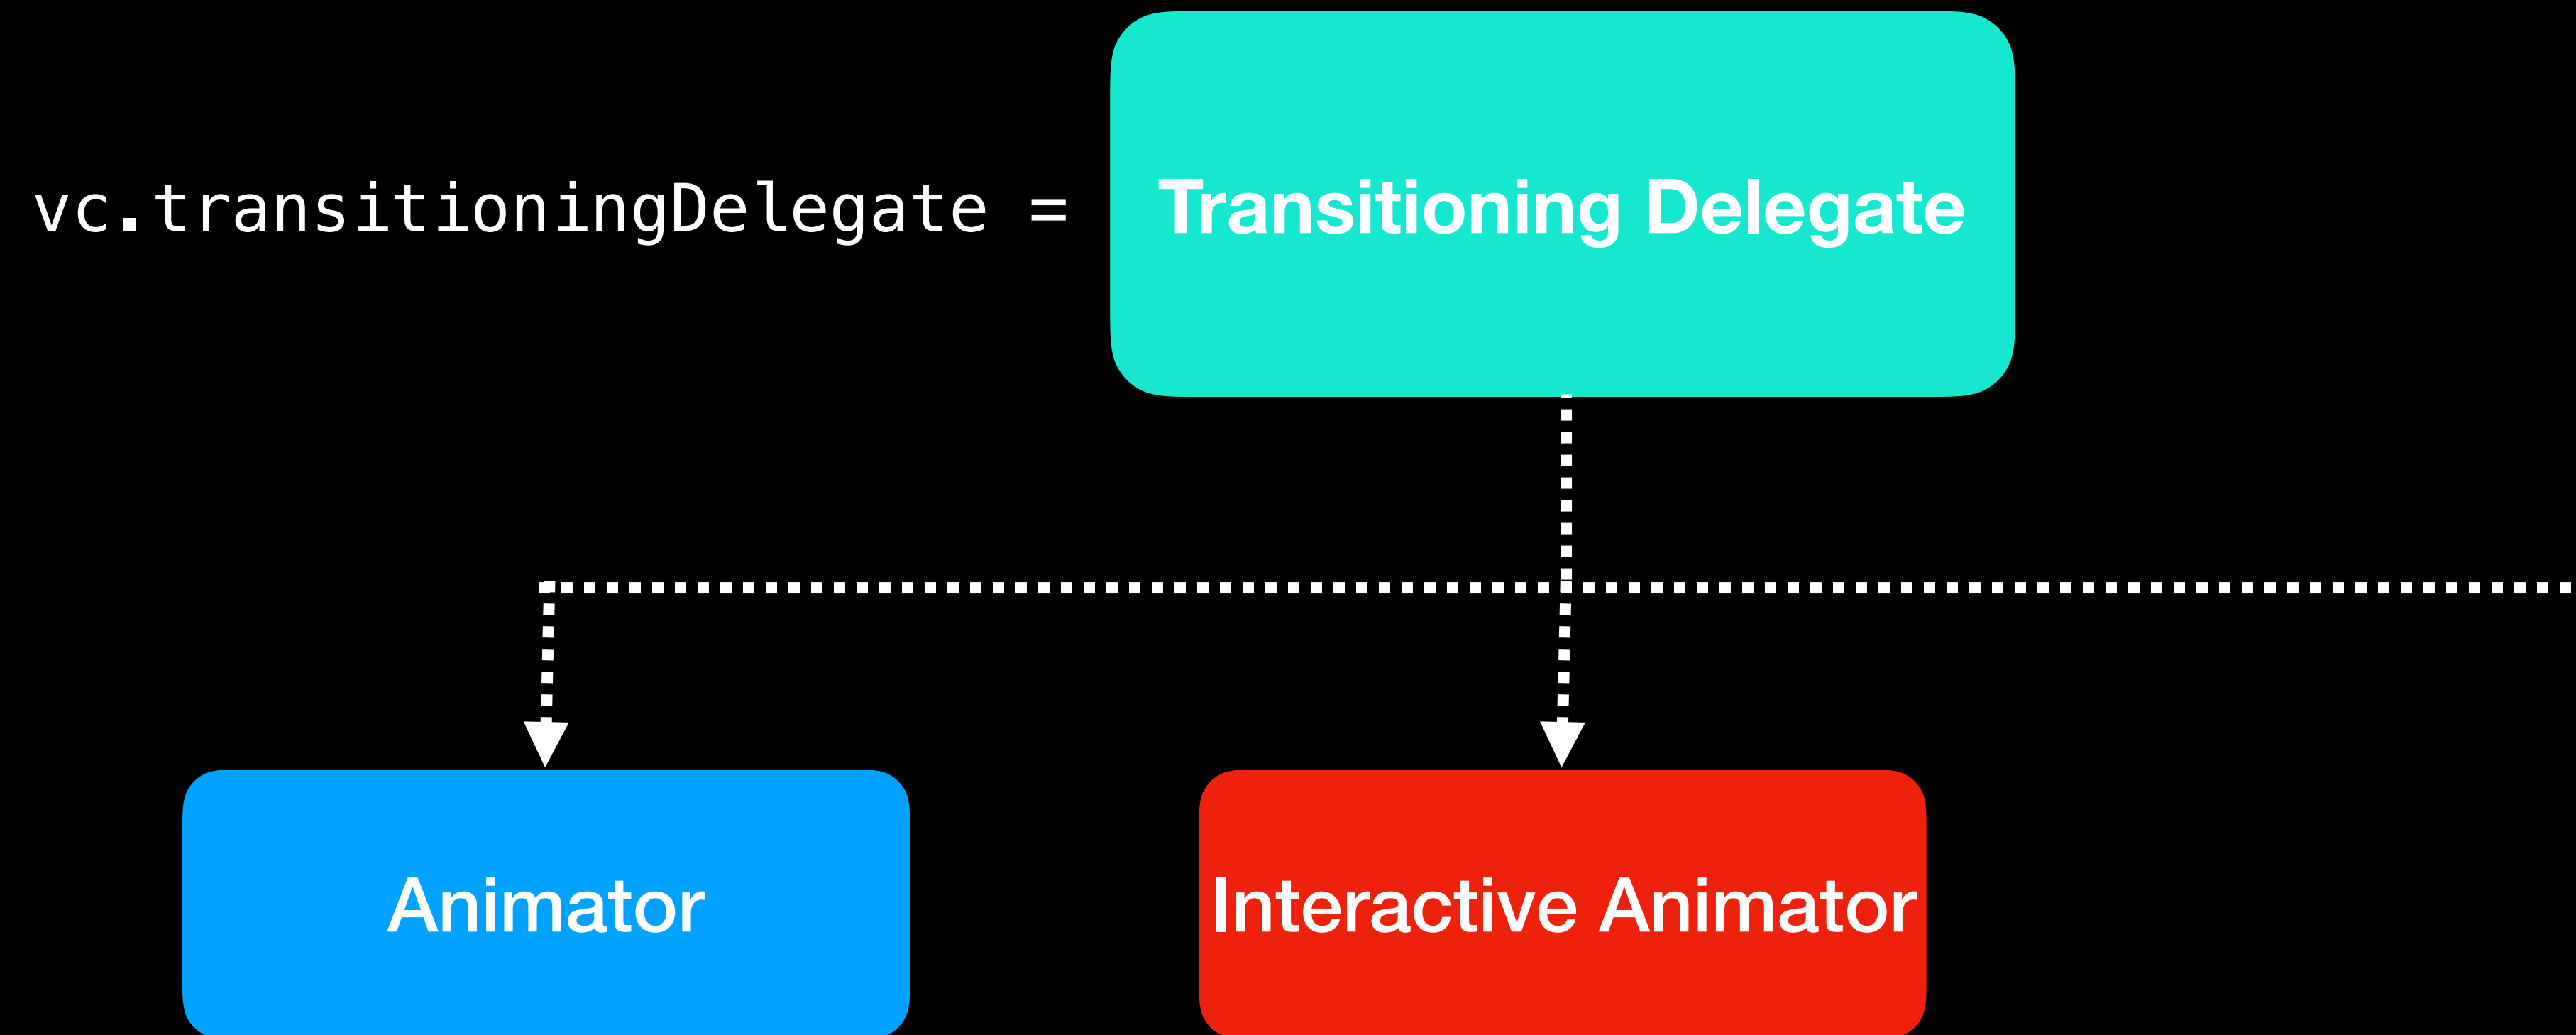 vc.transitioningDelegate =
Transitioning Delegate
Animator
Interactive Animator